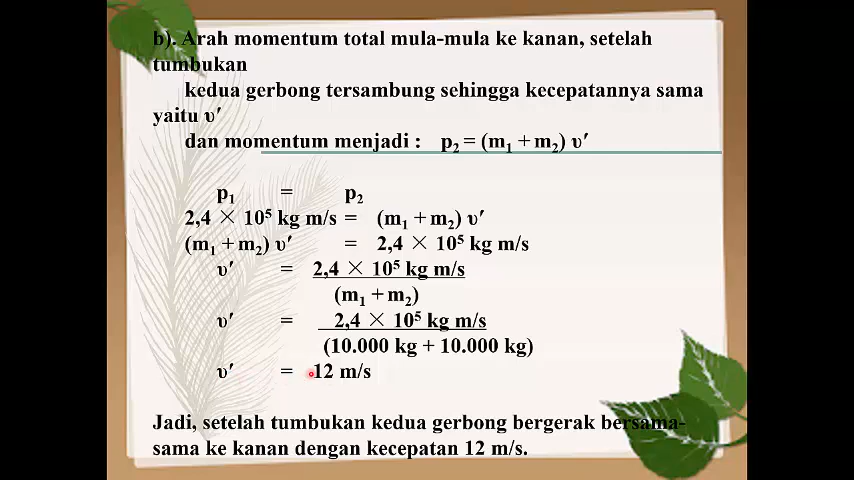 b). Arah momentum total mula-mula ke kanan, setelah
tumbukan
kedua gerbong tersambung sehingga kecepatannya sama
yaitu υ′
dan momentum menjadi : p₂ = (m₁ + m₂) υ′
p₁ = p₂
2,4 × 10⁵ kg m/s = (m₁ + m₂) υ′
(m₁ + m₂) υ′ = 2,4 × 10⁵ kg m/s
υ′ = 2,4 × 10⁵ kg m/s
(m₁ + m₂)
υ′ = 2,4 × 10⁵ kg m/s
(10.000 kg + 10.000 kg)
υ′ = 12 m/s
Jadi, setelah tumbukan kedua gerbong bergerak bersama-
sama ke kanan dengan kecepatan 12 m/s.